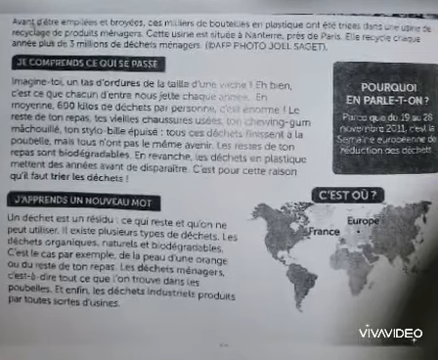 Avant d'être empilées et broyées, ces milliers de bouteilles en plastique ont été triées dans une usine de
recyclage de produits ménagers. Cette usine est située à Nanterre, près de Paris. Elle recycle chaque
année plus de 3 millions de déchets ménagers. (DAFP PHOTO JOEL SAGET).
JE COMPRENDS CE QUI SE PASSE
Imagine-toi, un tas d'ordures de la taille d'une vache ! Eh bien,
c'est ce que chacun d'entre nous jette chaque année. En
moyenne, 600 kilos de déchets par personne, c'est énorme ! Le
reste de ton repas, tes vieilles chaussures usées, ton chewing-gum
mâchouillé, ton stylo-bille épuisé : tous ces déchets finissent à la
poubelle, mais tous n'ont pas le même avenir. Les restes de ton
repas sont biodégradables. En revanche, les déchets en plastique
mettent des années avant de disparaître. C'est pour cette raison
qu'il faut trier les déchets !
POURQUOI
EN PARLE-T-ON ?
Parce que du 19 au 28
novembre 2011, c'est la
Semaine européenne de
réduction des déchets
J'APPRENDS UN NOUVEAU MOT
Un déchet est un résidu : ce qui reste et qu'on ne
peut utiliser. Il existe plusieurs types de déchets. Les
déchets organiques, naturels et biodégradables.
C'est le cas par exemple, de la peau d'une orange
ou du reste de ton repas. Les déchets ménagers,
c'est-à-dire tout ce que l'on trouve dans les
poubelles. Et enfin, les déchets industriels produits
par toutes sortes d'usines.
C'EST OÙ ?
Europe
France
VIVAVIDEO